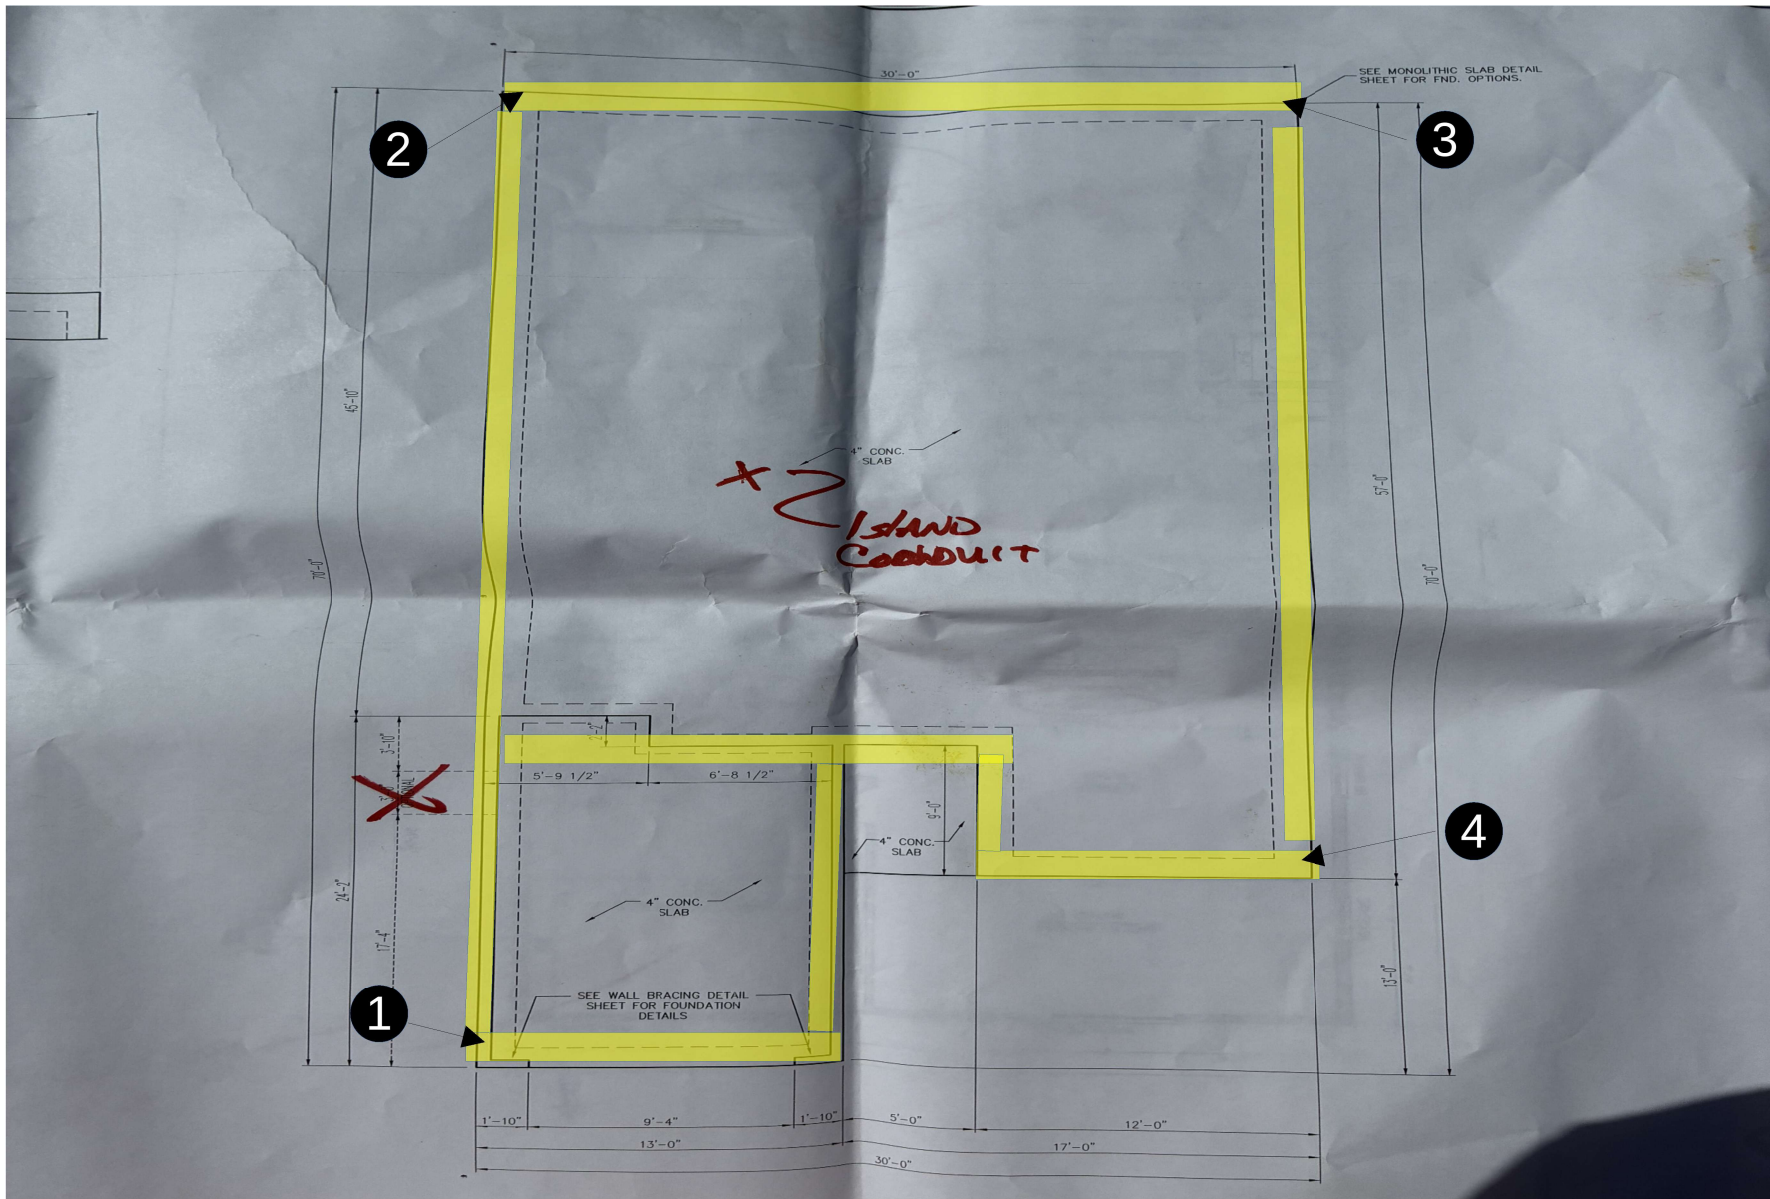 30'-0"
SEE MONOLITHIC SLAB DETAIL
SHEET FOR FND. OPTIONS.
2
3
45'-10"
4" CONC.
SLAB
57'-0"
ISLAND
70'-0"
70'-0"
2'-2"
3'-10"
5'-9 1/2"
6'-8 1/2"
9'-0"
4
4" CONC.
SLAB
24'-2"
4" CONC.
SLAB
17'-4"
13'-0"
1
SEE WALL BRACING DETAIL
SHEET FOR FOUNDATION
DETAILS
1'-10"
9'-4"
1'-10"
5'-0"
12'-0"
13'-0"
17'-0"
30'-0"